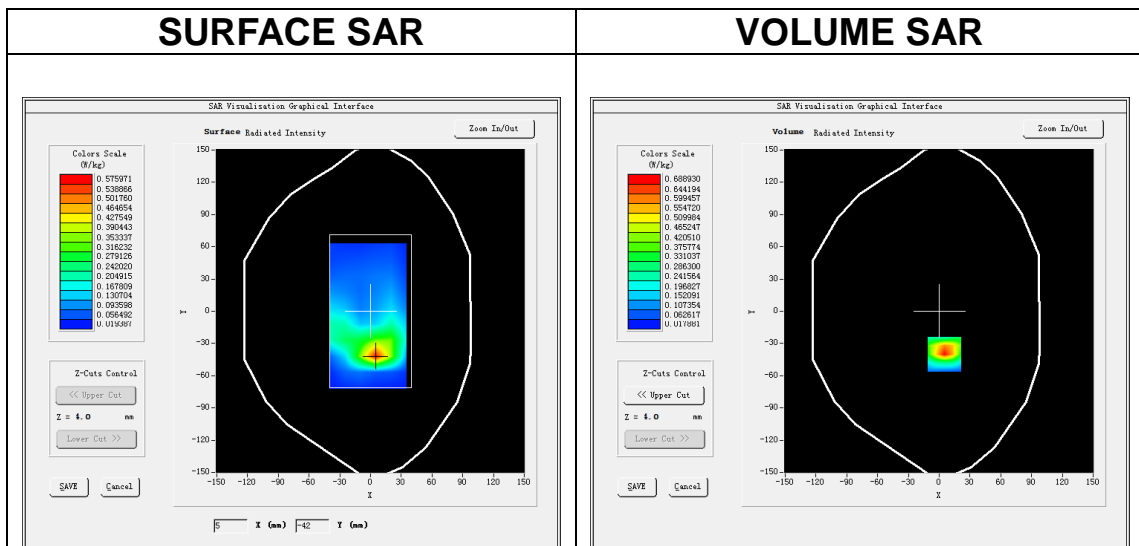 SURFACE SAR
VOLUME SAR
SAR Visualisation Graphical Interface
Surface Radiated Intensity
Zoom In/Out
Colors Scale
(W/kg)
0.575971
0.538866
0.501760
0.464654
0.427549
0.390443
0.353337
0.316232
0.279126
0.242020
0.204915
0.167809
0.130704
0.093598
0.056492
0.019387
150
120
90
60
30
0
-30
-60
-90
-120
-150
Y
-150 -120 -90 -60 -30 0 30 60 90 120 150
X
Z-Cuts Control
<< Upper Cut
Z = 4.0 mm
Lower Cut >>
SAVE Cancel
5 X (mm) -42 Y (mm)
SAR Visualisation Graphical Interface
Volume Radiated Intensity
Zoom In/Out
Colors Scale
(W/kg)
0.688930
0.644194
0.599457
0.554720
0.509984
0.465247
0.420510
0.375774
0.331037
0.286300
0.241564
0.196827
0.152091
0.107354
0.062617
0.017881
150
120
90
60
30
0
-30
-60
-90
-120
-150
Y
-150 -120 -90 -60 -30 0 30 60 90 120 150
X
Z-Cuts Control
<< Upper Cut
Z = 4.0 mm
Lower Cut >>
SAVE Cancel